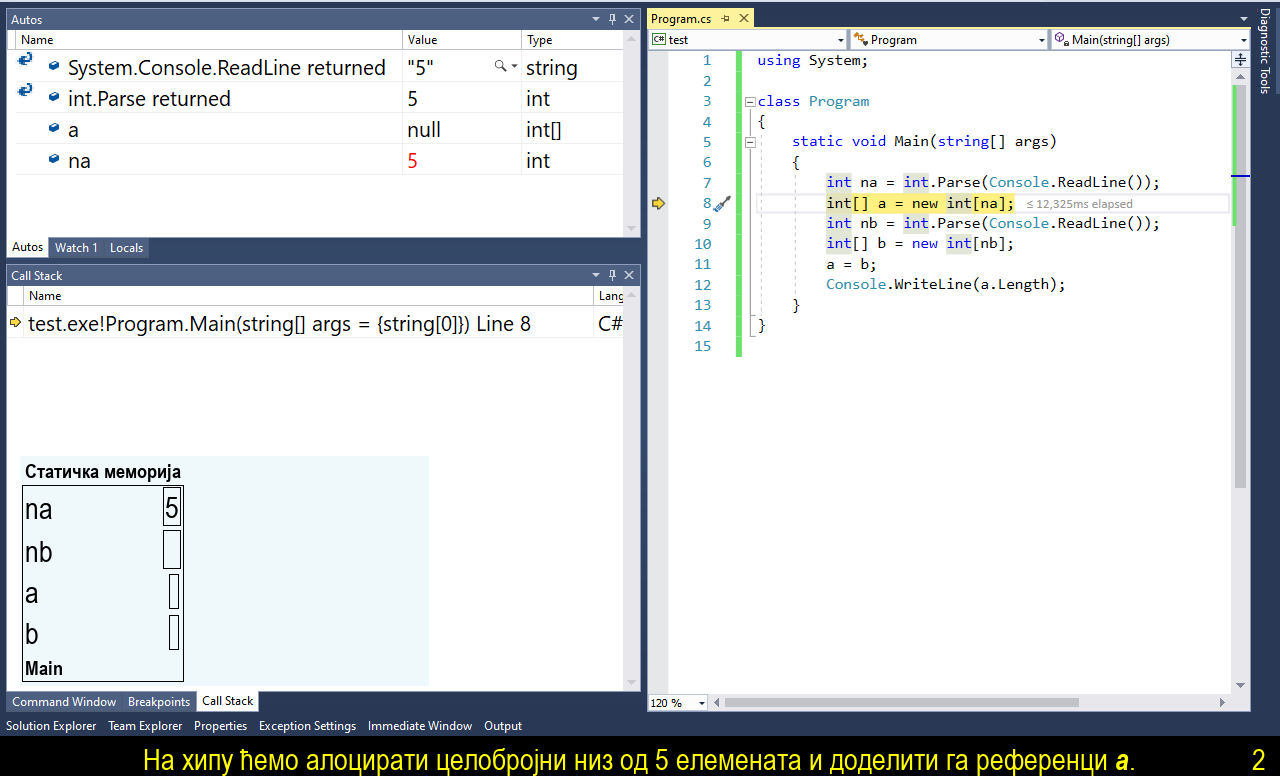 Autos
Name Value Type
System.Console.ReadLine returned "5" string
int.Parse returned 5 int
a null int[]
na 5 int
Autos Watch 1 Locals
Call Stack
Name Lang
test.exe!Program.Main(string[] args = {string[0]}) Line 8 C#
Статичка меморија
na 5
nb
a
b
Main
Command Window Breakpoints Call Stack
Solution Explorer Team Explorer Properties Exception Settings Immediate Window Output
Program.cs
C# test Program Main(string[] args)
1 using System;
2
3 class Program
4 {
5 static void Main(string[] args)
6 {
7 int na = int.Parse(Console.ReadLine());
8 int[] a = new int[na]; ≤ 12,325ms elapsed
9 int nb = int.Parse(Console.ReadLine());
10 int[] b = new int[nb];
11 a = b;
12 Console.WriteLine(a.Length);
13 }
14 }
15
120 %
Diagnostic Tools
На хипу ћемо алоцирати целобројни низ од 5 елемената и доделити га референци a. 2